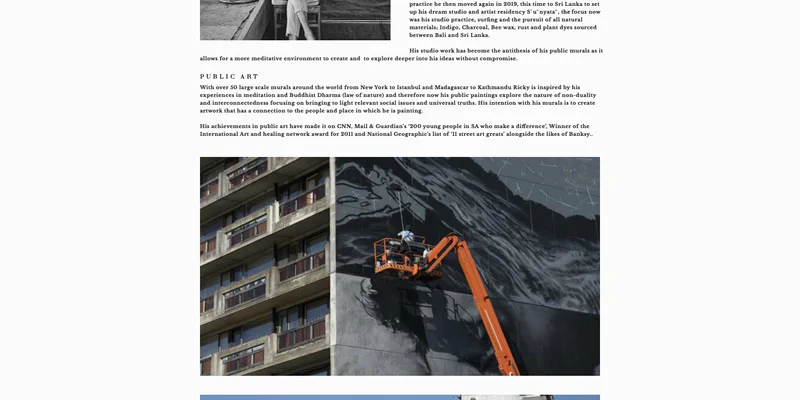 practice he then moved again in 2019, this time to Sri Lanka to set
up his dream studio and artist residency S' u' nyata', the focus now
was his studio practice, surfing and the pursuit of all natural
materials; Indigo, Charcoal, Bee wax, rust and plant dyes sourced
between Bali and Sri Lanka.
His studio work has become the antithesis of his public murals as it
allows for a more meditative environment to create and to explore deeper into his ideas without compromise.
PUBLIC ART
With over 50 large scale murals around the world from New York to Istanbul and Madagascar to Kathmandu Ricky is inspired by his
experiences in meditation and Buddhist Dharma (law of nature) and therefore now his public paintings explore the nature of non-duality
and interconnectedness focusing on bringing to light relevant social issues and universal truths. His intention with his murals is to create
artwork that has a connection to the people and place in which he is painting.
His achievements in public art have made it on CNN, Mail & Guardian's '200 young people in SA who make a difference', Winner of the
International Art and healing network award for 2011 and National Geographic's list of '11 street art greats' alongside the likes of Banksy..